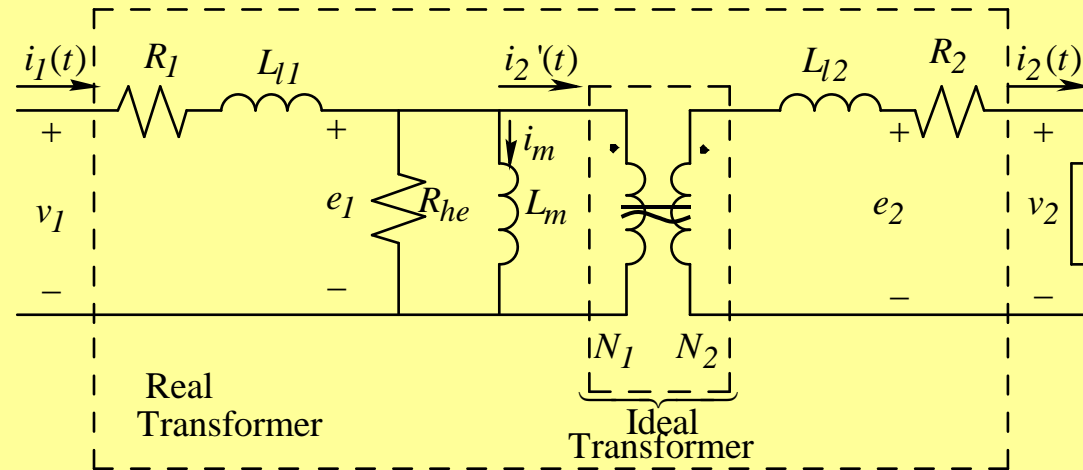 i1(t) R1 Ll1 i2'(t) Ll2 R2 i2(t)
+ + im + +
v1 e1 Rhe Lm e2 v2
− − − −
N1 N2
Real
Transformer
Ideal
Transformer